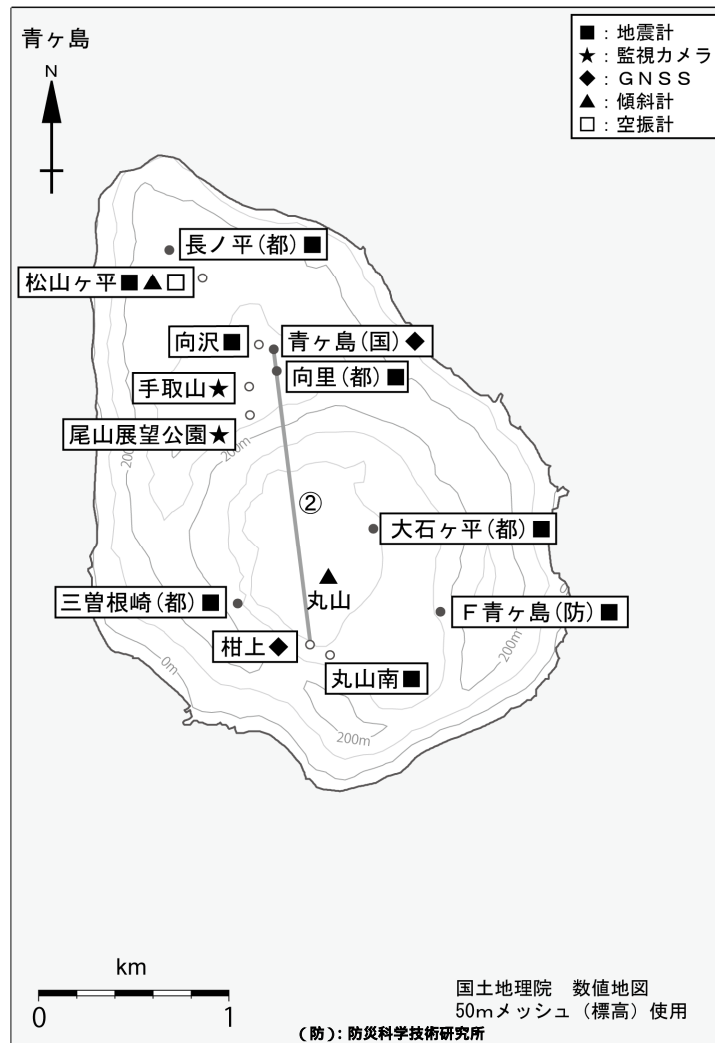 青ヶ島
N
■：地震計
★：監視カメラ
◆：ＧＮＳＳ
▲：傾斜計
□：空振計
長ノ平(都)■
松山ヶ平■▲□
向沢■
青ヶ島(国)◆
向里(都)■
手取山★
尾山展望公園★
200m
200m
②
大石ヶ平(都)■
丸山
三曽根崎(都)■
Ｆ青ヶ島(防)■
柑上◆
丸山南■
0m
0m
200m
200m
km
0 1
国土地理院　数値地図
50mメッシュ（標高）使用
(防)：防災科学技術研究所